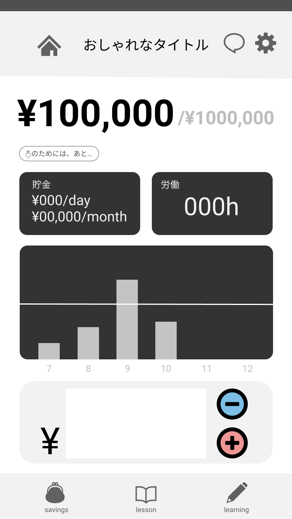 おしゃれなタイトル
¥100,000 /¥1000,000
そのためには、あと...
貯金
¥000/day
¥00,000/month
労働
000h
7 8 9 10 11 12
¥
savings lesson learning